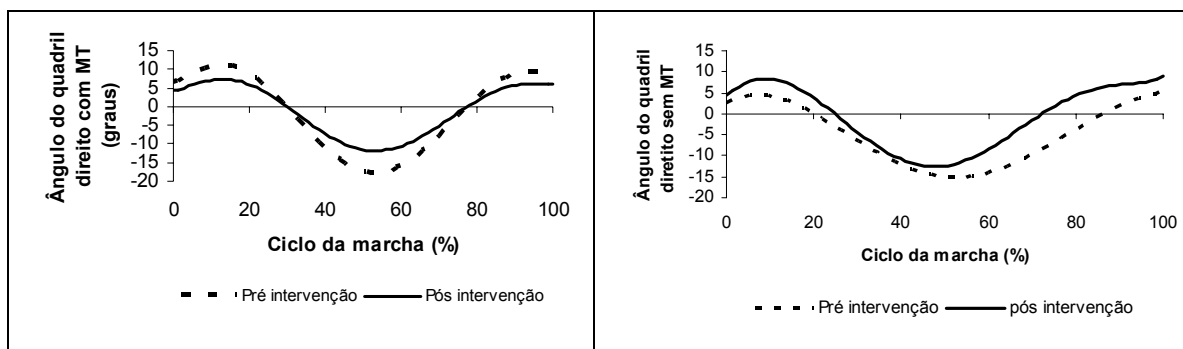 Ângulo do quadril
direito com MT
(graus)
15
10
5
0
-5
-10
-15
-20
0 20 40 60 80 100
Ciclo da marcha (%)
Pré intervenção Pós intervenção
Ângulo do quadril
diretito sem MT
15
10
5
0
-5
-10
-15
-20
0 20 40 60 80 100
Ciclo da marcha (%)
Pré intervenção pós intervenção